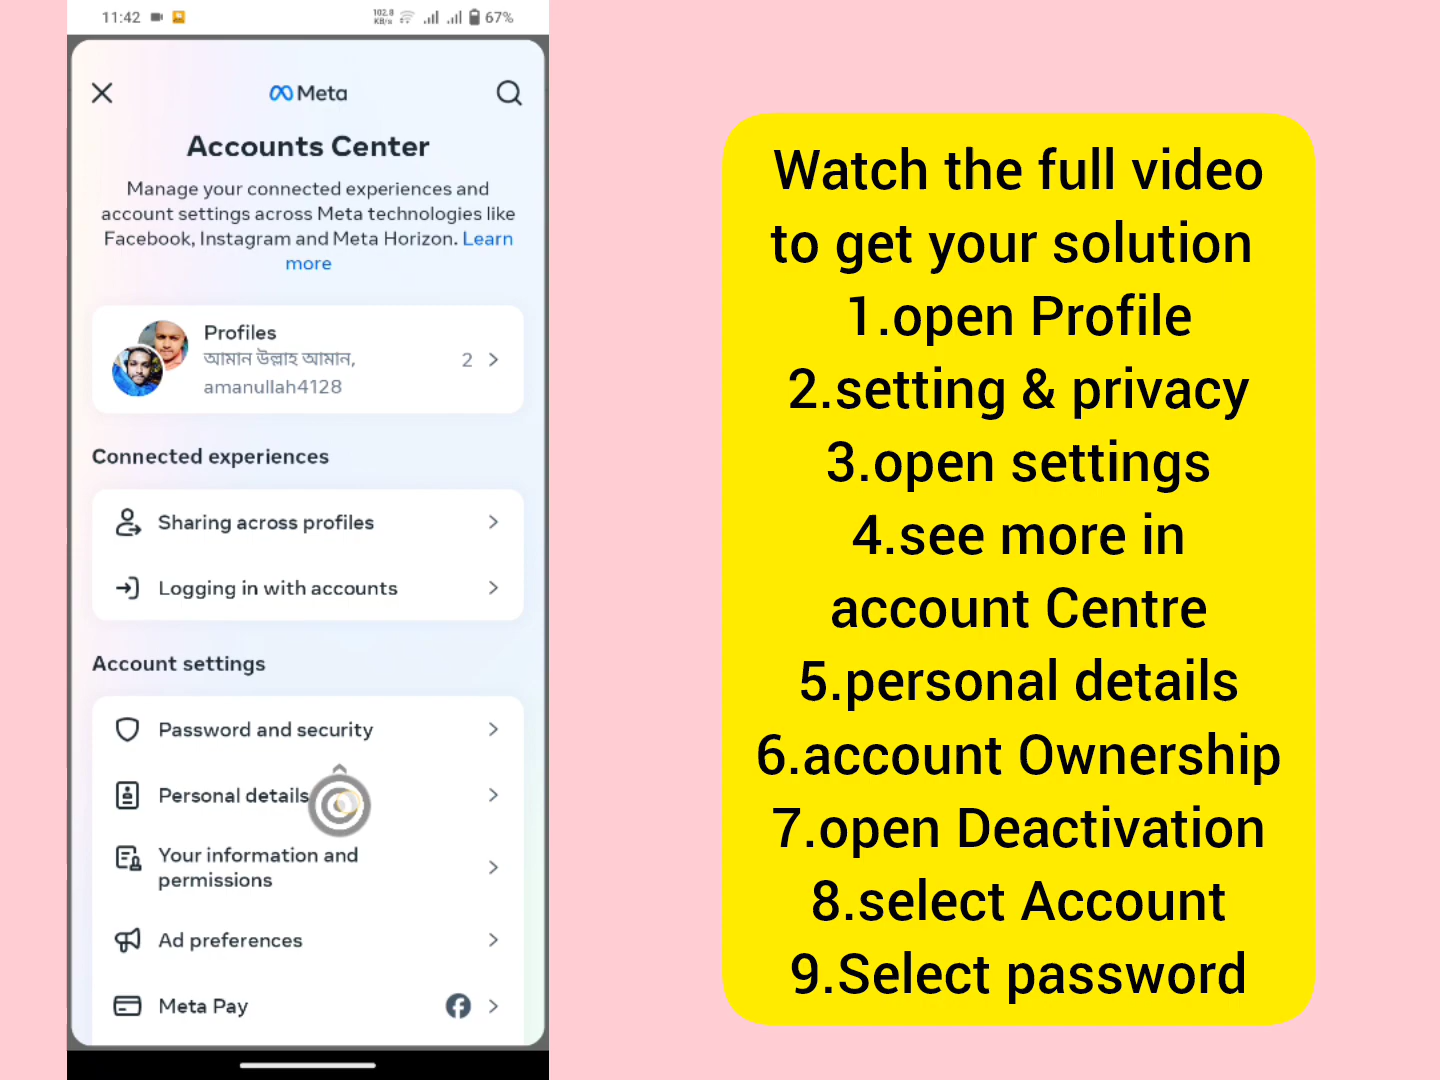 11:42
102.8
KB/s
67%
Meta
Accounts Center
Manage your connected experiences and
account settings across Meta technologies like
Facebook, Instagram and Meta Horizon. Learn
more
Profiles
আমান উল্লাহ আমান,
amanullah4128
2
Connected experiences
Sharing across profiles
Logging in with accounts
Account settings
Password and security
Personal details
Your information and
permissions
Ad preferences
Meta Pay
Watch the full video
to get your solution
1.open Profile
2.setting & privacy
3.open settings
4.see more in
account Centre
5.personal details
6.account Ownership
7.open Deactivation
8.select Account
9.Select password